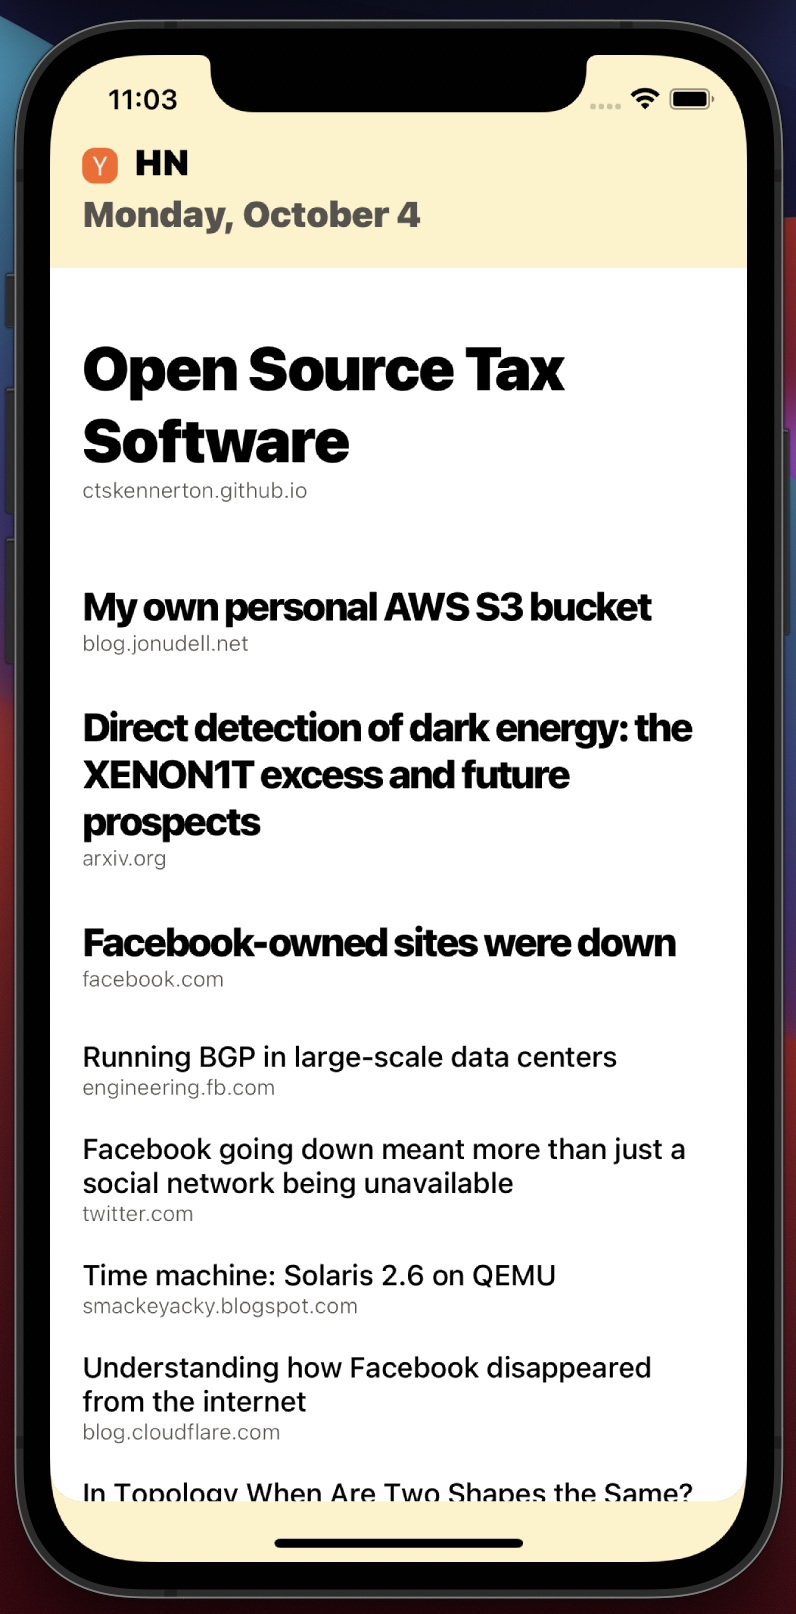 11:03
Y HN
Monday, October 4
Open Source Tax
Software
ctskennerton.github.io
My own personal AWS S3 bucket
blog.jonudell.net
Direct detection of dark energy: the
XENON1T excess and future
prospects
arxiv.org
Facebook-owned sites were down
facebook.com
Running BGP in large-scale data centers
engineering.fb.com
Facebook going down meant more than just a
social network being unavailable
twitter.com
Time machine: Solaris 2.6 on QEMU
smackeyacky.blogspot.com
Understanding how Facebook disappeared
from the internet
blog.cloudflare.com
In Topology When Are Two Shapes the Same?